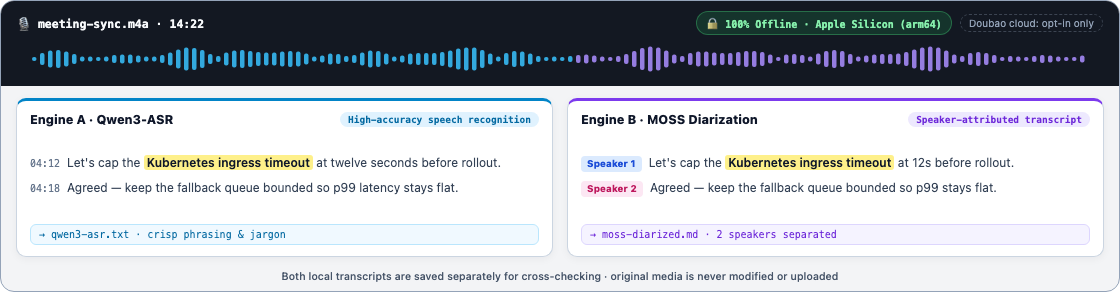 🎙️ meeting-sync.m4a · 14:22
🔒 100% Offline · Apple Silicon (arm64)
Doubao cloud: opt-in only
Engine A · Qwen3-ASR
High-accuracy speech recognition
04:12 Let's cap the Kubernetes ingress timeout at twelve seconds before rollout.
04:18 Agreed — keep the fallback queue bounded so p99 latency stays flat.
→ qwen3-asr.txt · crisp phrasing & jargon
Engine B · MOSS Diarization
Speaker-attributed transcript
Speaker 1 Let's cap the Kubernetes ingress timeout at 12s before rollout.
Speaker 2 Agreed — keep the fallback queue bounded so p99 stays flat.
→ moss-diarized.md · 2 speakers separated
Both local transcripts are saved separately for cross-checking · original media is never modified or uploaded